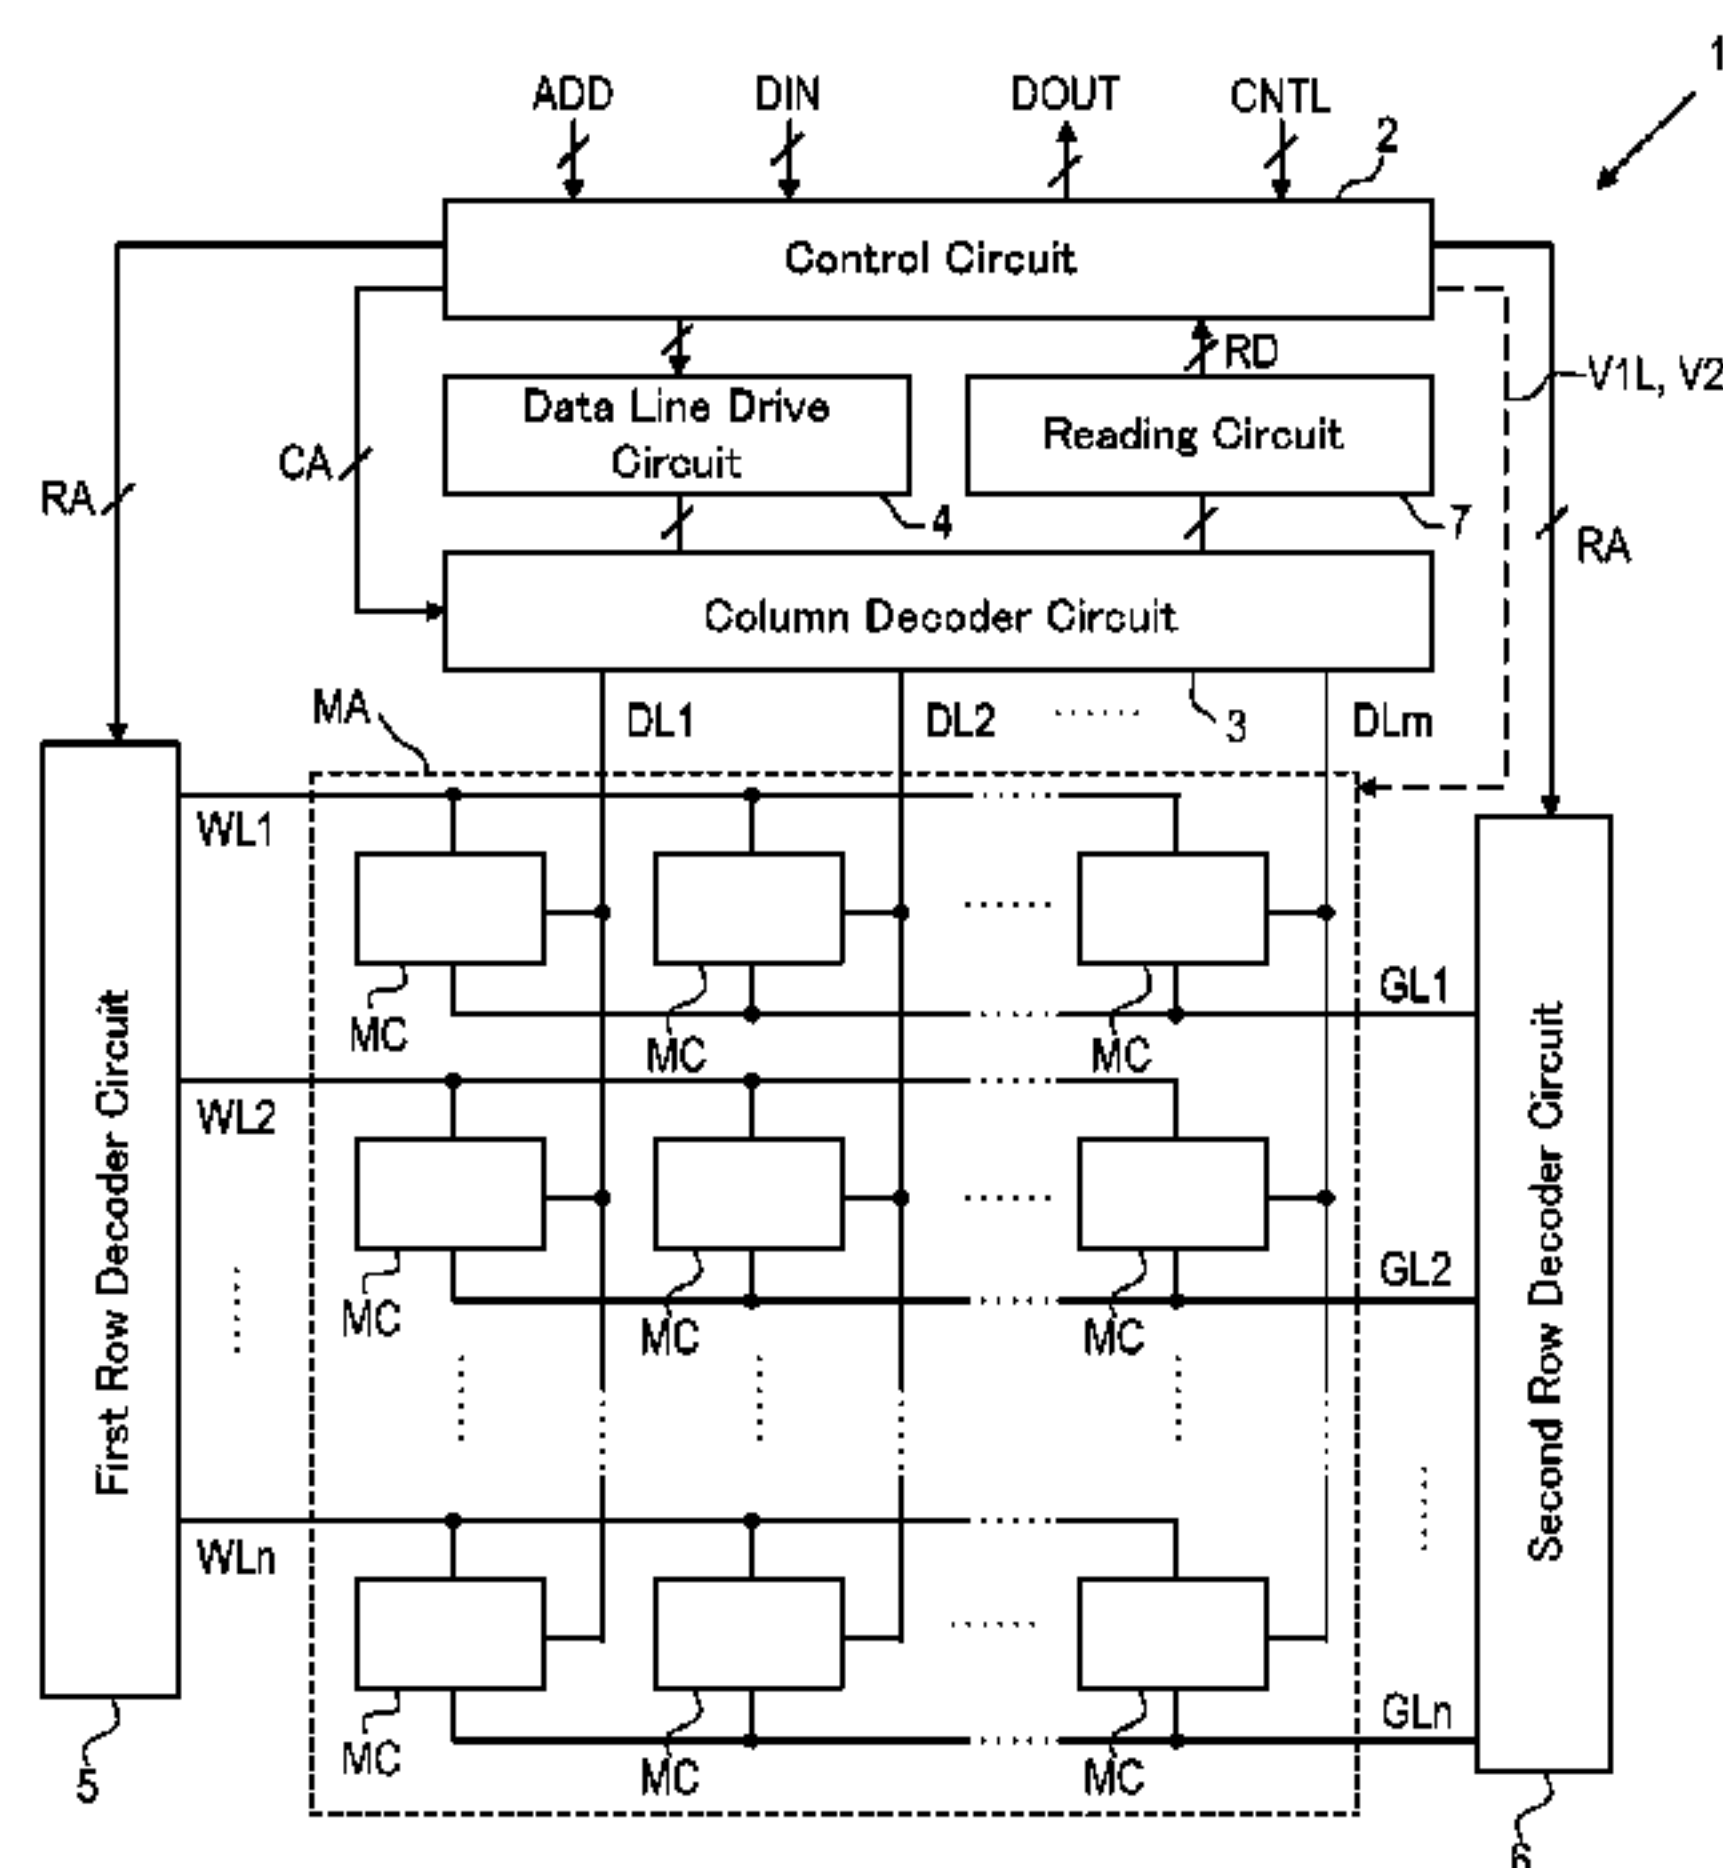 1
ADD DIN DOUT CNTL
2
Control Circuit
RD
V1L, V2
Data Line Drive
Circuit
Reading Circuit
CA
RA
4
7
RA
Column Decoder Circuit
MA
DL1 DL2 ······ 3 DLm
WL1
MC MC MC
GL1
WL2
MC MC MC
GL2
First Row Decoder Circuit
Second Row Decoder Circuit
WLn
MC MC MC
GLn
5
6